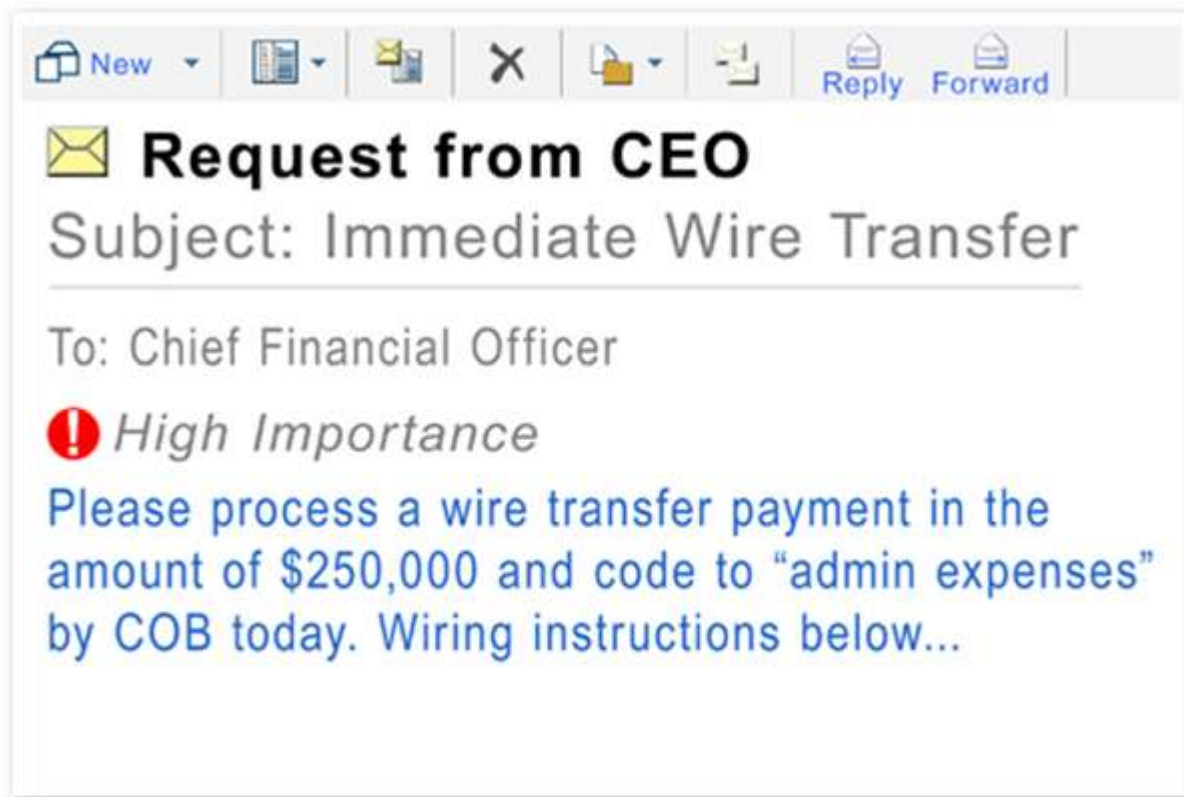 New
Reply Forward
Request from CEO
Subject: Immediate Wire Transfer
To: Chief Financial Officer
! High Importance
Please process a wire transfer payment in the
amount of $250,000 and code to “admin expenses”
by COB today. Wiring instructions below...